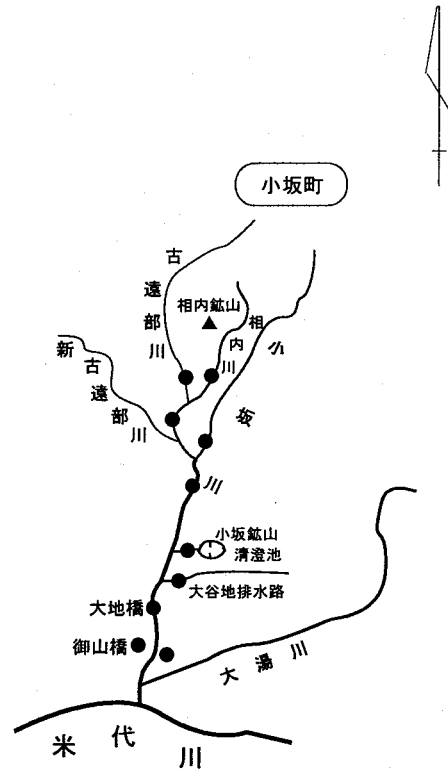 小坂町
古遠部川
相内鉱山
相内川
小坂川
新古遠部川
小坂鉱山
清澄池
大谷地排水路
大地橋
御山橋
大湯川
米代川